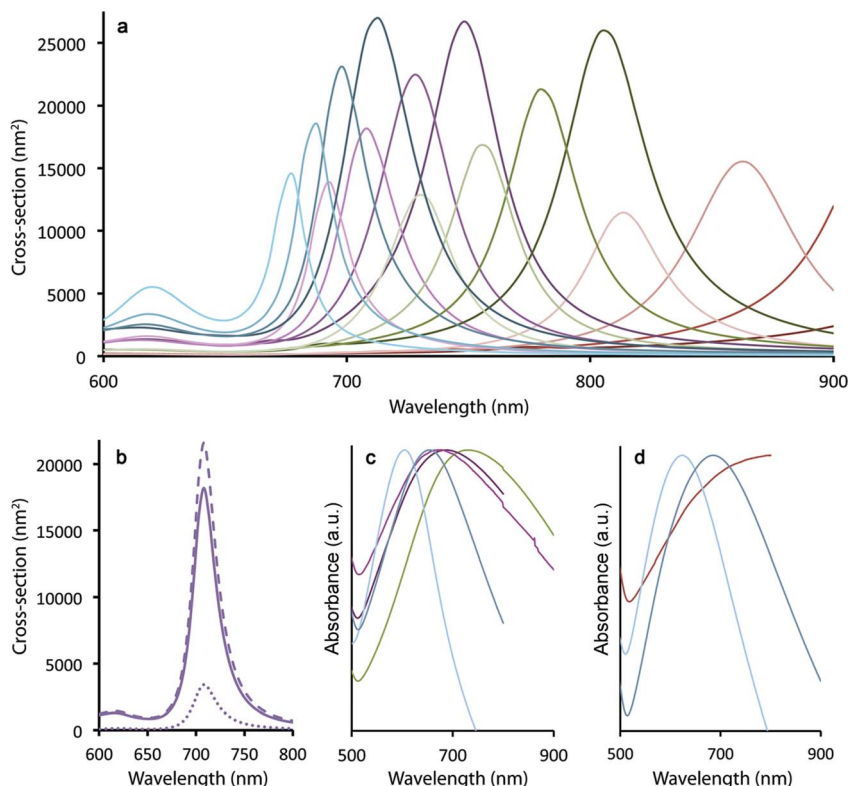 a
Cross-section (nm²)
25000
20000
15000
10000
5000
0
600
700
800
900
Wavelength (nm)
b
Cross-section (nm²)
20000
15000
10000
5000
0
600
650
700
750
800
Wavelength (nm)
c
Absorbance (a.u.)
500
700
900
Wavelength (nm)
d
Absorbance (a.u.)
500
700
900
Wavelength (nm)